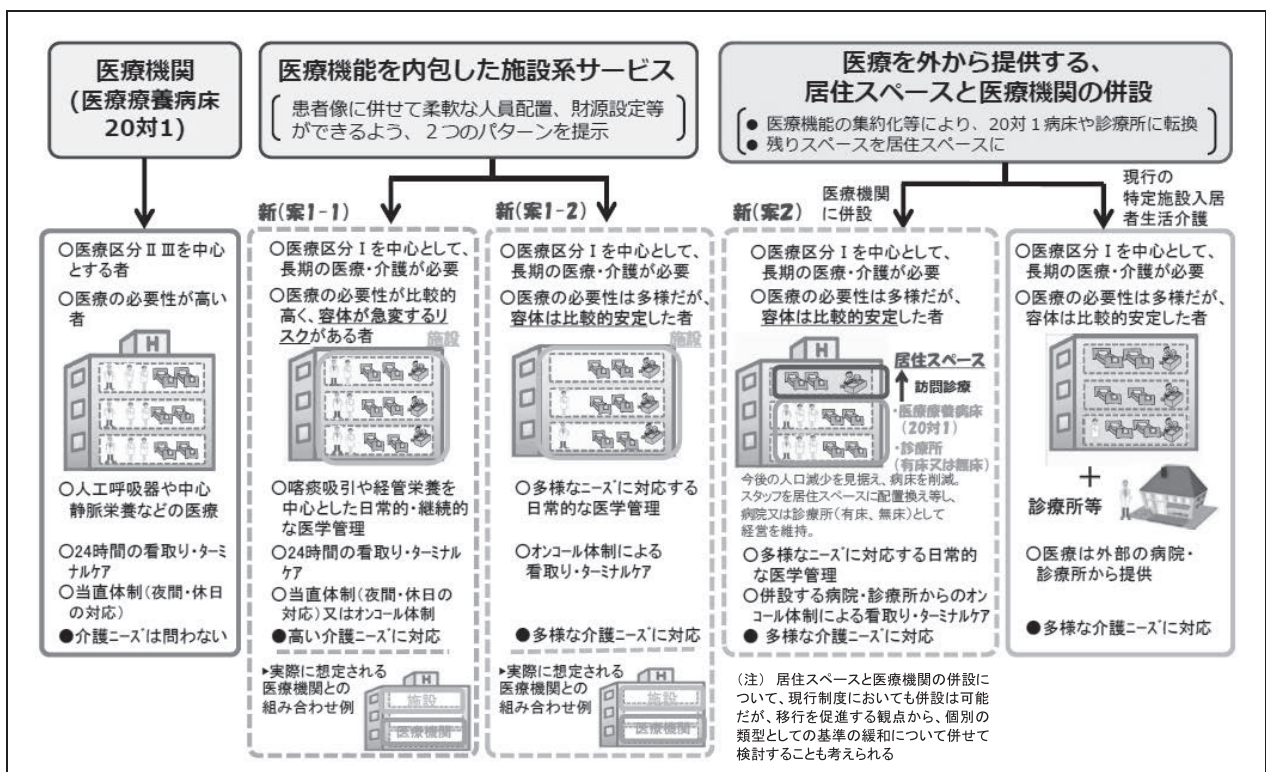 医療機関
(医療療養病床
20対1)
医療機能を内包した施設系サービス
患者像に併せて柔軟な人員配置、財源設定等
ができるよう、2つのパターンを提示
医療を外から提供する、
居住スペースと医療機関の併設
● 医療機能の集約化等により、20対1病床や診療所に転換
● 残りスペースを居住スペースに
○医療区分ⅡⅢを中心
とする者
○医療の必要性が高い
者
H
○人工呼吸器や中心
静脈栄養などの医療
○24時間の看取り・ターミ
ナルケア
○当直体制(夜間・休日
の対応)
●介護ニーズは問わない
新(案1-1)
○医療区分Ⅰを中心として、
長期の医療・介護が必要
○医療の必要性が比較的
高く、容体が急変するリ
スクがある者
施設
○喀痰吸引や経管栄養を
中心とした日常的・継続的
な医学管理
○24時間の看取り・ターミナル
ケア
○当直体制(夜間・休日の
対応)又はオンコール体制
●高い介護ニーズに対応
▶実際に想定される
医療機関との
組み合わせ例
H
施設
医療機関
新(案1-2)
○医療区分Ⅰを中心として、
長期の医療・介護が必要
○医療の必要性は多様だが、
容体は比較的安定した者
施設
○多様なニーズに対応する
日常的な医学管理
○オンコール体制による
看取り・ターミナルケア
●多様な介護ニーズに対応
▶実際に想定される
医療機関との
組み合わせ例
H
施設
医療機関
新(案2)
医療機関
に併設
○医療区分Ⅰを中心として、
長期の医療・介護が必要
○医療の必要性は多様だが、
容体は比較的安定した者
H
居住スペース
訪問診療
・医療療養病床
(20対1)
・診療所
(有床又は無床)
今後の人口減少を見据え、病床を削減。
スタッフを居住スペースに配置換え等し、
病院又は診療所(有床、無床)として
経営を維持。
○多様なニーズに対応する日常的
な医学管理
○併設する病院・診療所からのオン
コール体制による看取り・ターミナルケア
● 多様な介護ニーズに対応
現行の
特定施設入居
者生活介護
○医療区分Ⅰを中心として、
長期の医療・介護が必要
○医療の必要性は多様だが、
容体は比較的安定した者
+
診療所等
○医療は外部の病院・
診療所から提供
●多様な介護ニーズに対応
(注) 居住スペースと医療機関の併設に
ついて、現行制度においても併設は可能
だが、移行を促進する観点から、個別の
類型としての基準の緩和について併せて
検討することも考えられる